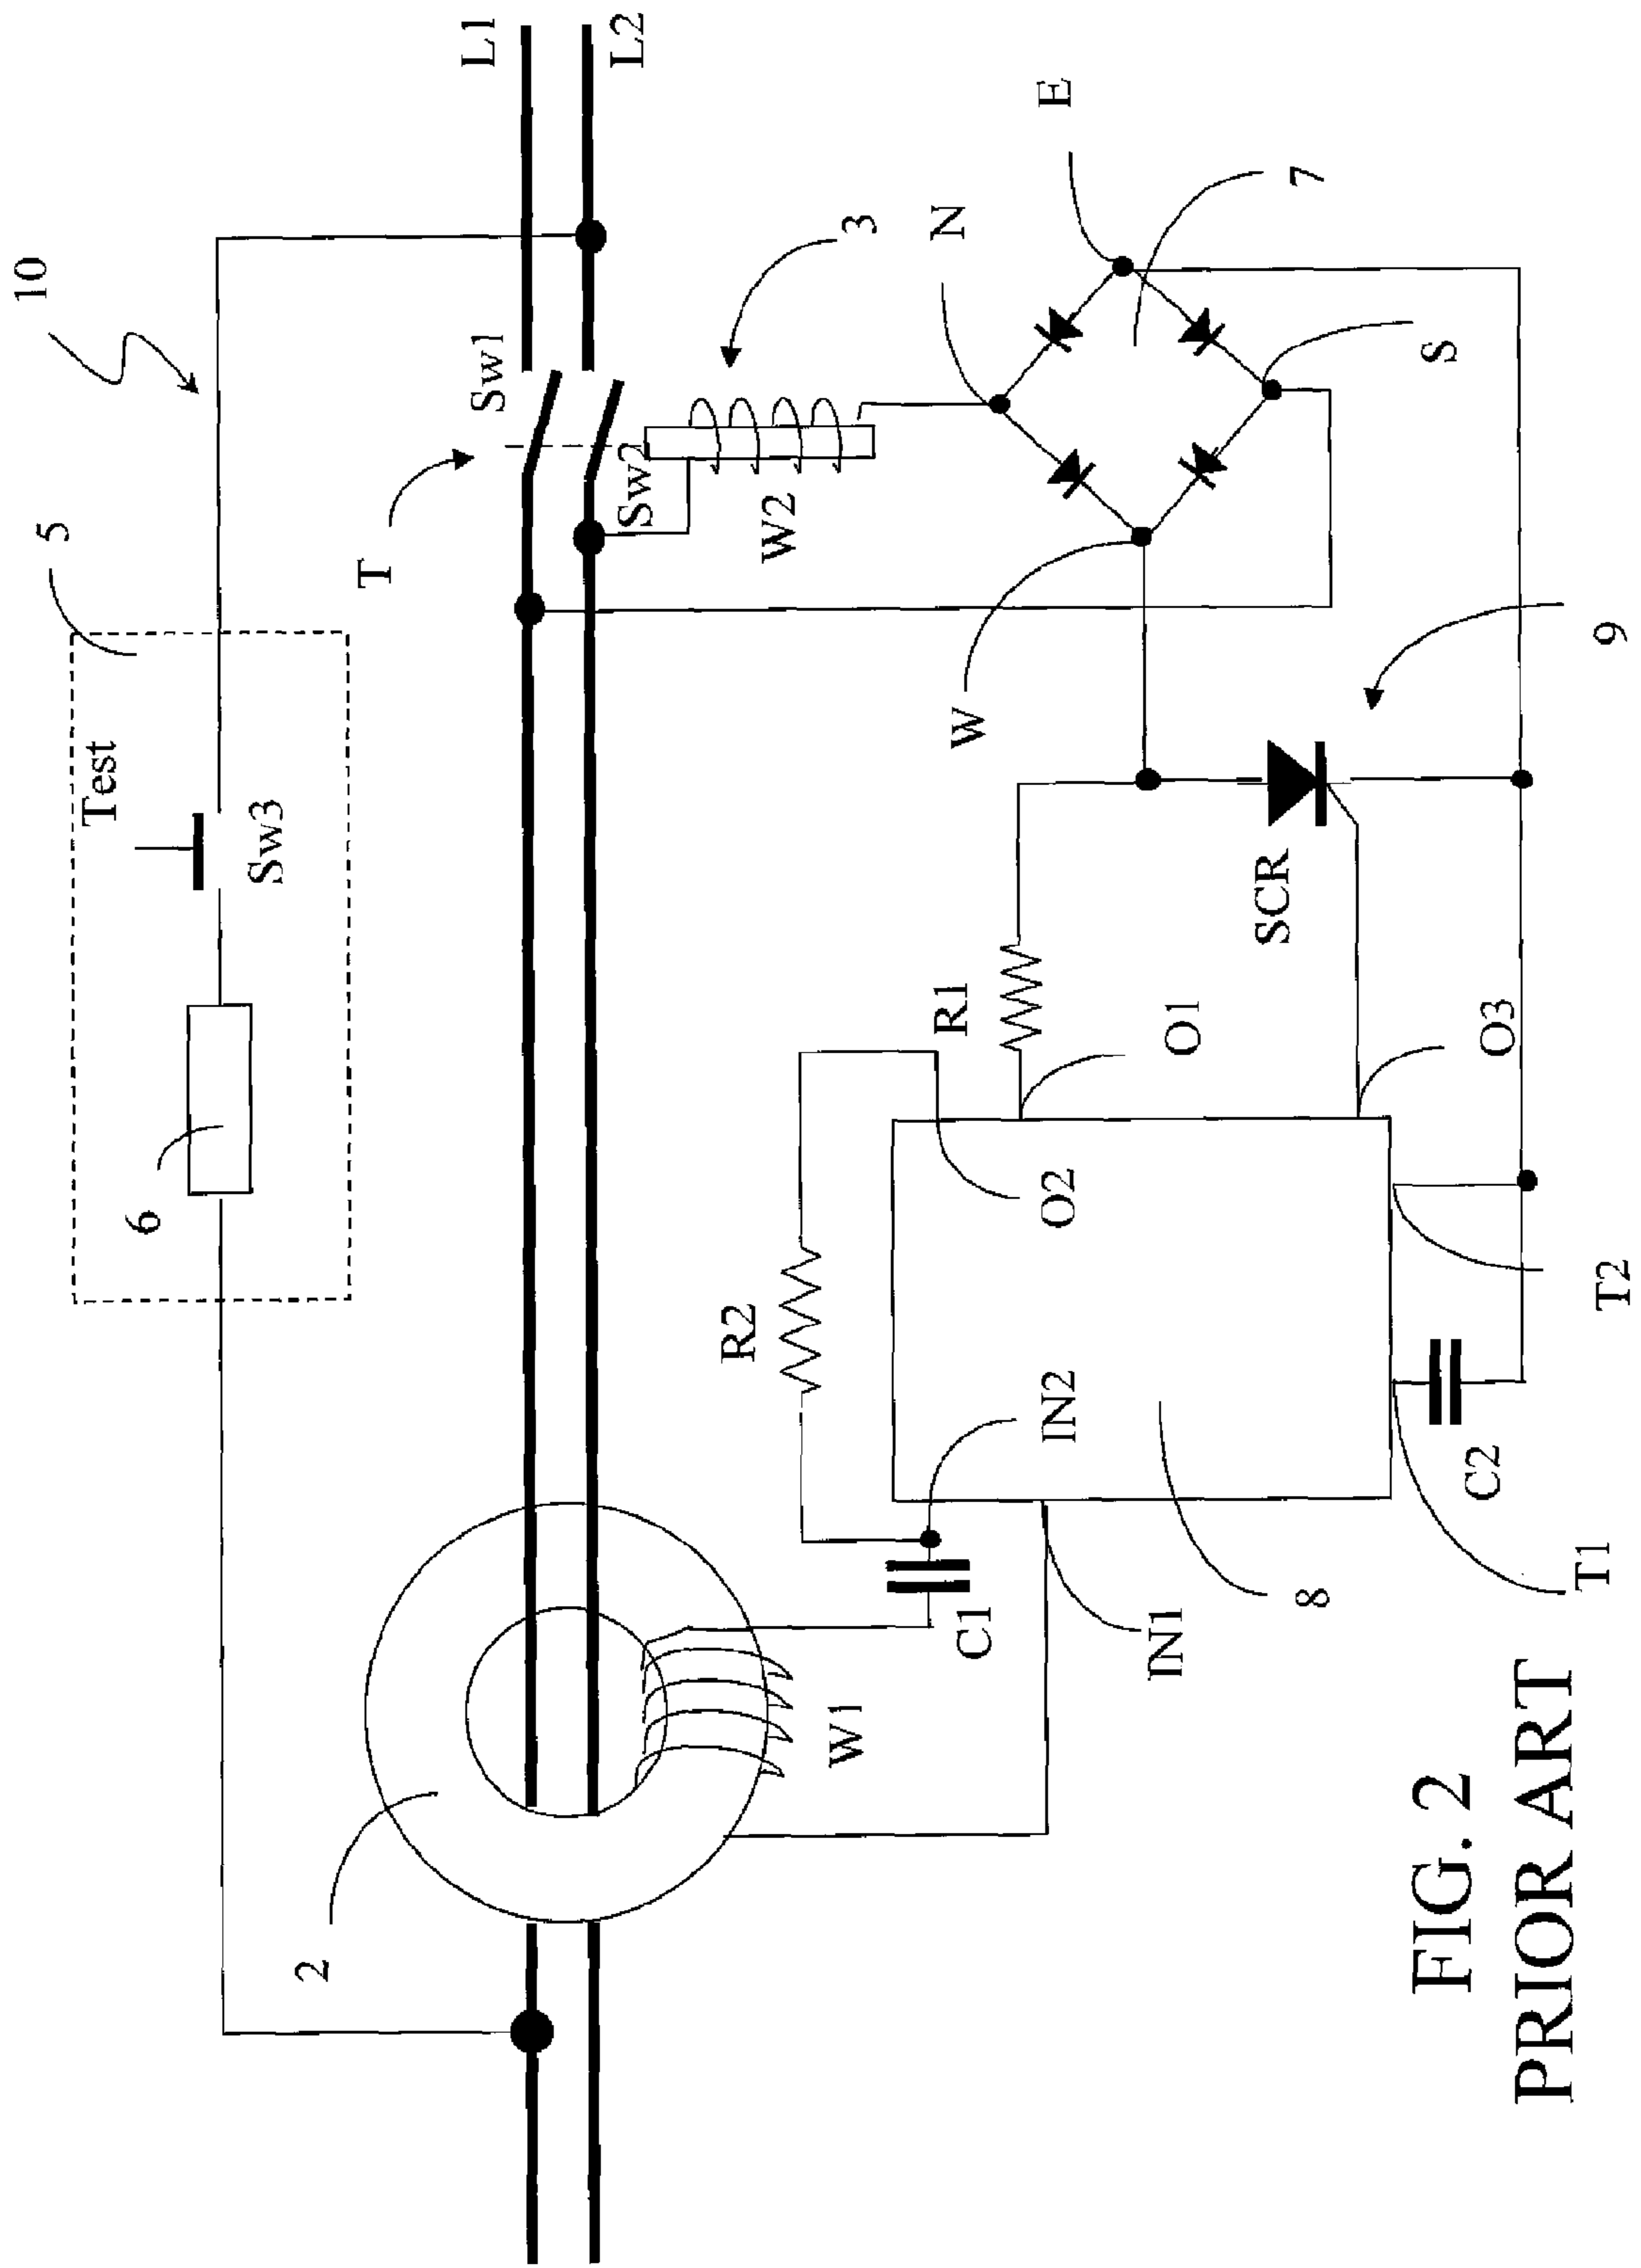 10
5
Test
Sw3
6
L1
L2
T
Sw1
Sw2
W2
3
N
E
7
S
W
9
SCR
R1
O1
O2
O3
R2
IN2
T2
C2
T1
8
IN1
C1
W1
2
FIG. 2
PRIOR ART